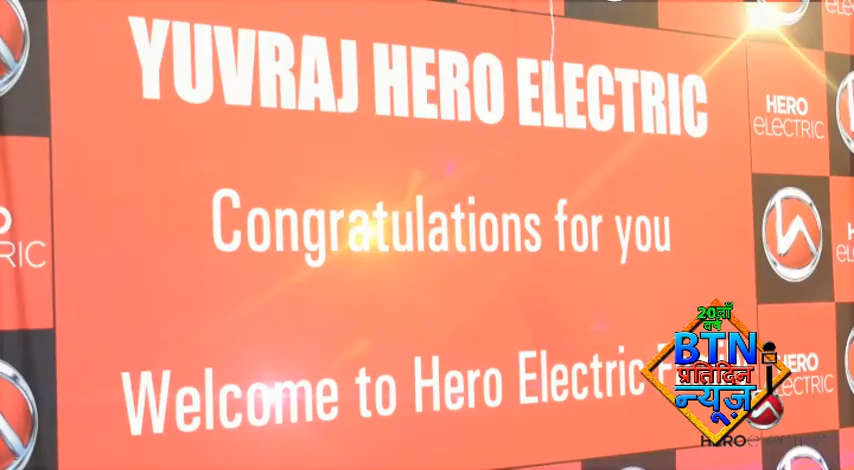 YUVRAJ HERO ELECTRIC
Congratulations for you
Welcome to Hero Electric
HERO
ELECTRIC
RIC
20वाँ
वर्ष
BTN
प्रतिदिन
न्यूज़
HERO
ELECTRIC
HERO ELECTRIC